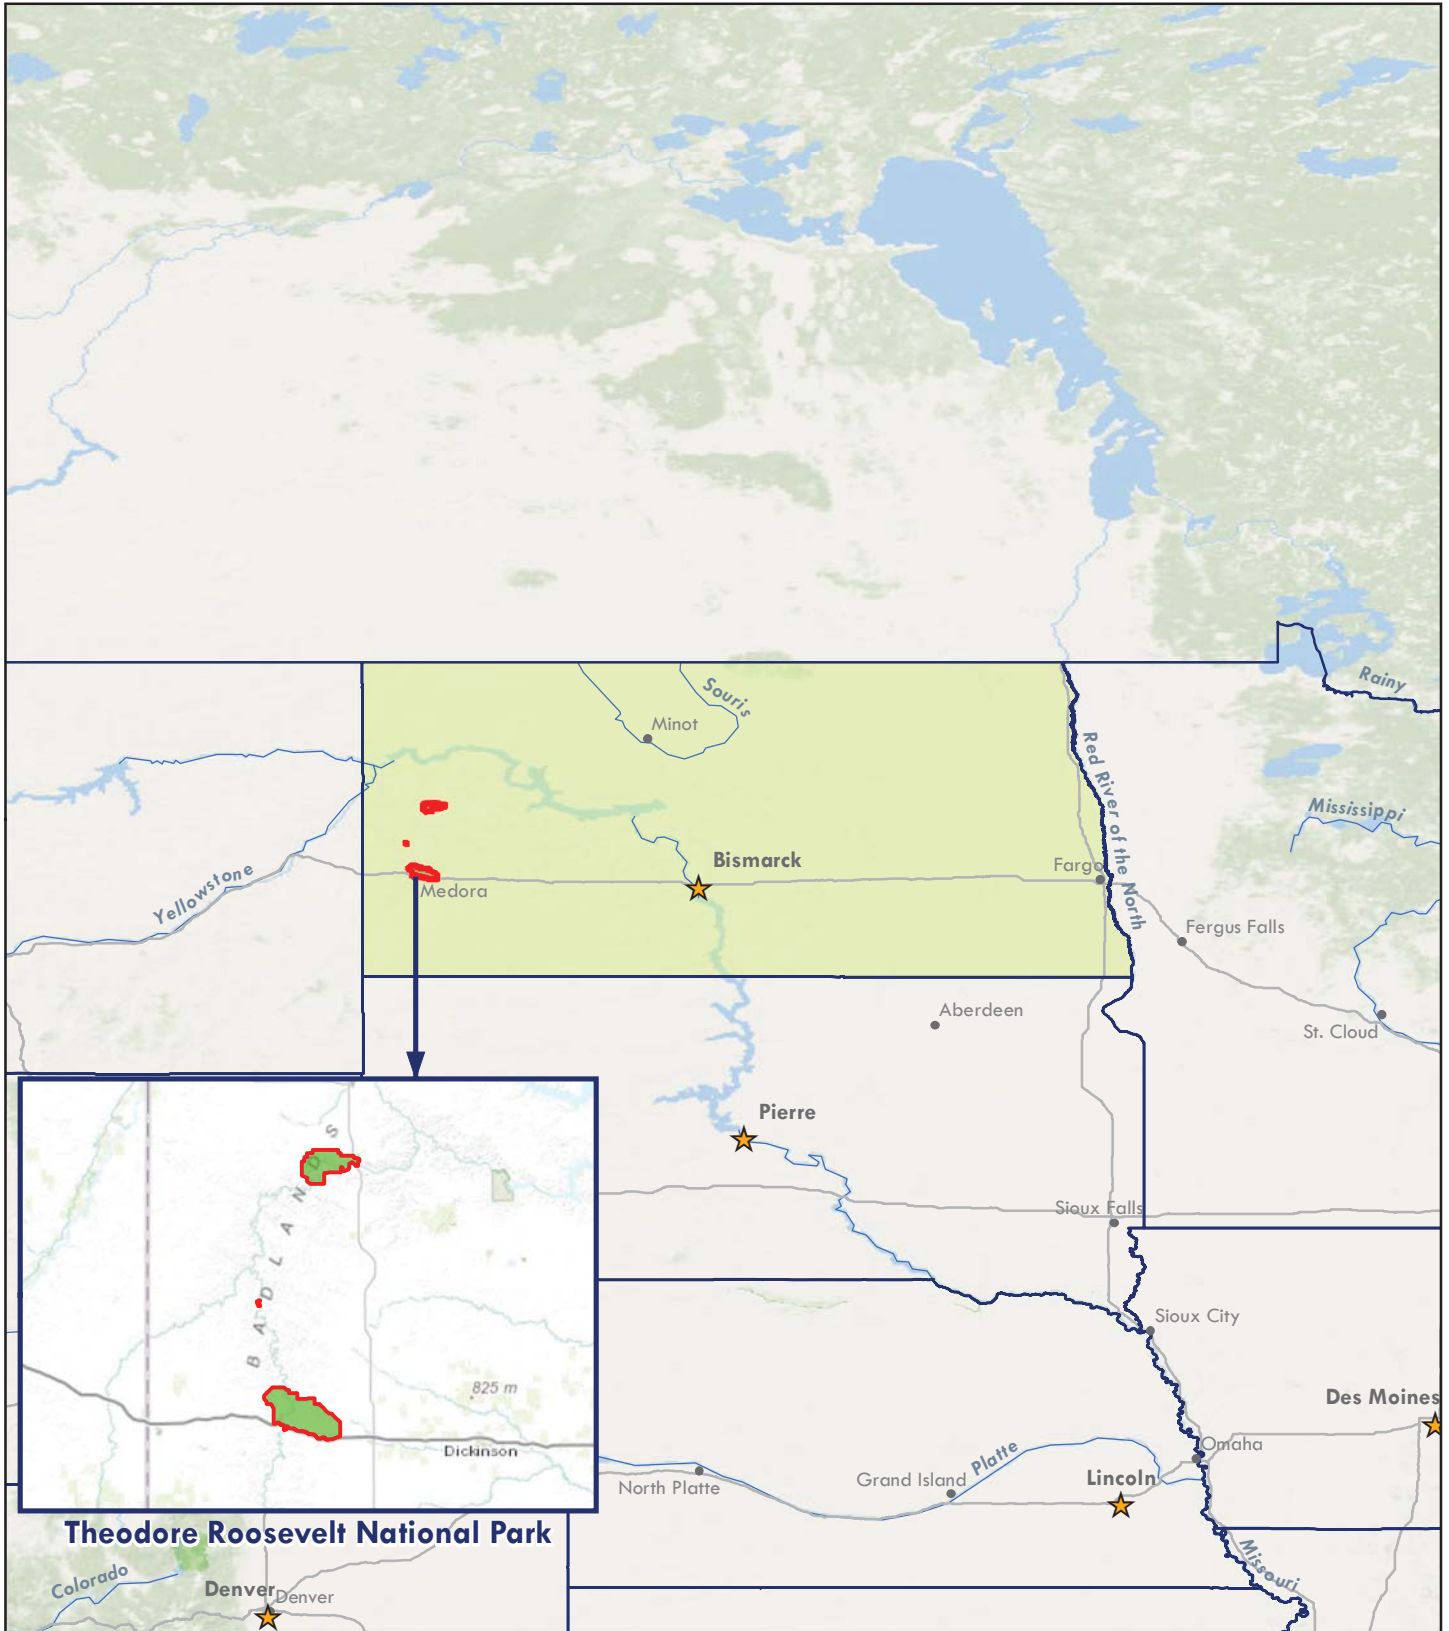 Rainy
Souris
Minot
Red River of the North
Mississippi
Bismarck
Fargo
Yellowstone
Medora
Fergus Falls
Aberdeen
St. Cloud
Pierre
BADLANDS
Sioux Falls
Sioux City
825 m
Des Moines
Dickinson
Omaha
Platte
Grand Island
Lincoln
North Platte
Theodore Roosevelt National Park
Missouri
Colorado
Denver
Denver